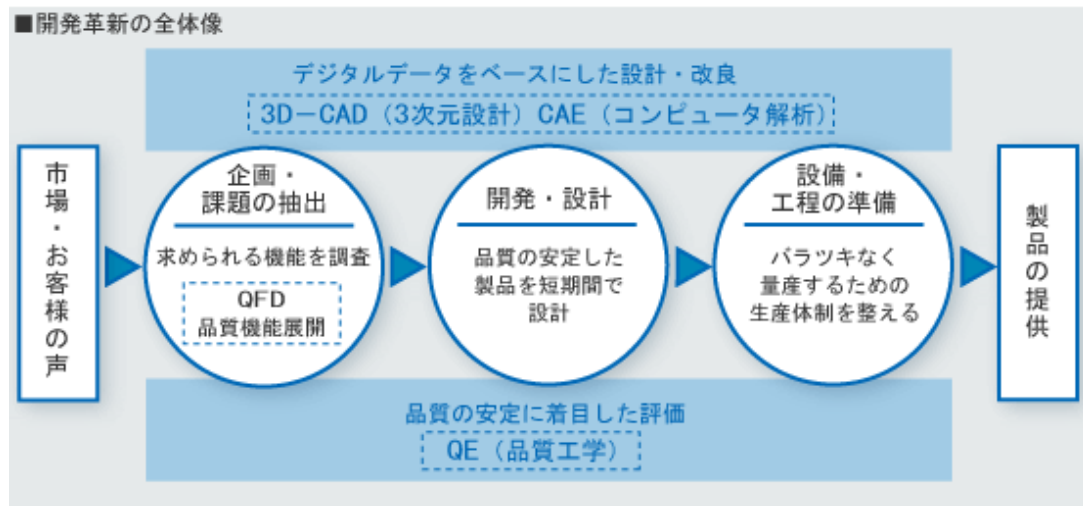 ■開発革新の全体像
デジタルデータをベースにした設計・改良
3D－CAD（3次元設計）CAE（コンピュータ解析）
市場・お客様の声
企画・
課題の抽出
求められる機能を調査
QFD
品質機能展開
開発・設計
品質の安定した
製品を短期間で
設計
設備・
工程の準備
バラツキなく
量産するための
生産体制を整える
製品の提供
品質の安定に着目した評価
QE（品質工学）